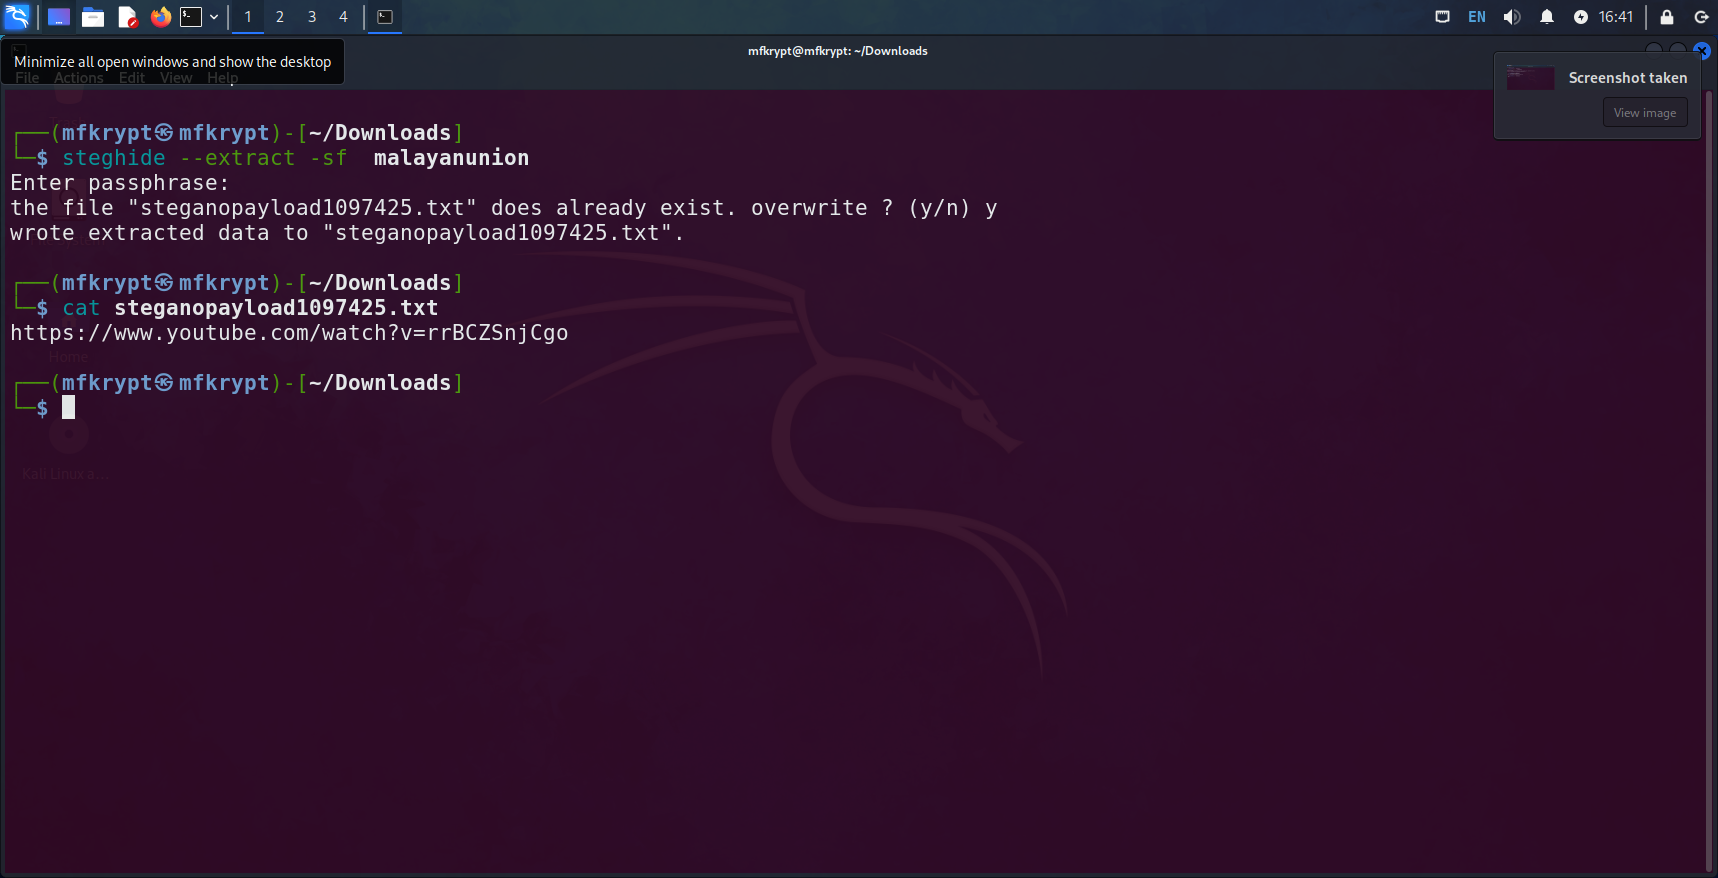 1 2 3 4 EN 16:41
mfkrypt@mfkrypt: ~/Downloads
Minimize all open windows and show the desktop
File Actions Edit View Help
Screenshot taken
View image
┌──(mfkrypt㉿mfkrypt)-[~/Downloads]
└─$ steghide --extract -sf  malayanunion
Enter passphrase:
the file "steganopayload1097425.txt" does already exist. overwrite ? (y/n) y
wrote extracted data to "steganopayload1097425.txt".
┌──(mfkrypt㉿mfkrypt)-[~/Downloads]
└─$ cat steganopayload1097425.txt
https://www.youtube.com/watch?v=rrBCZSnjCgo
Home
┌──(mfkrypt㉿mfkrypt)-[~/Downloads]
└─$
Kali Linux a...